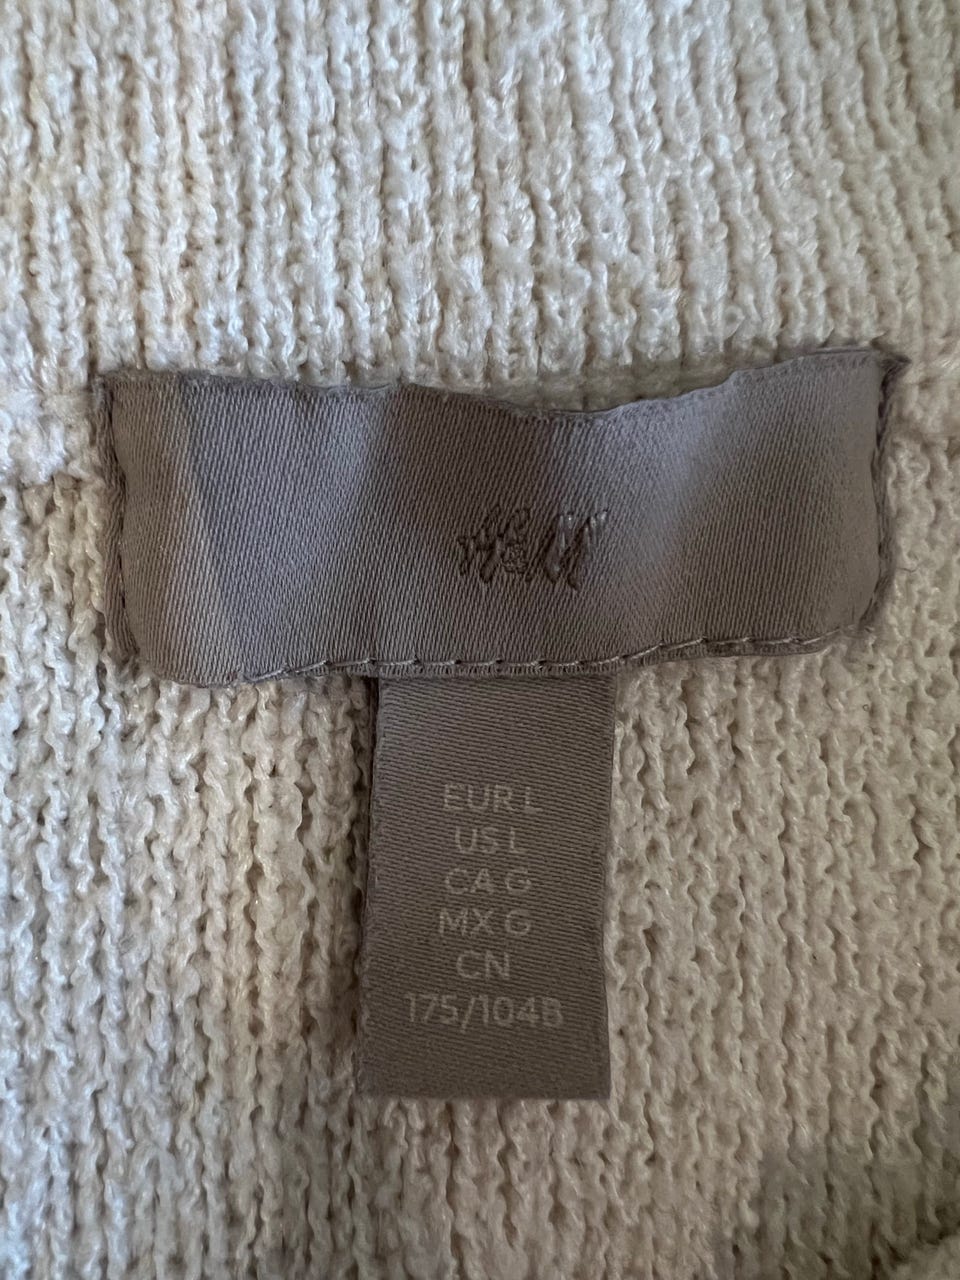 H&M
EUR L
US L
CA G
MX G
CN
175/104B